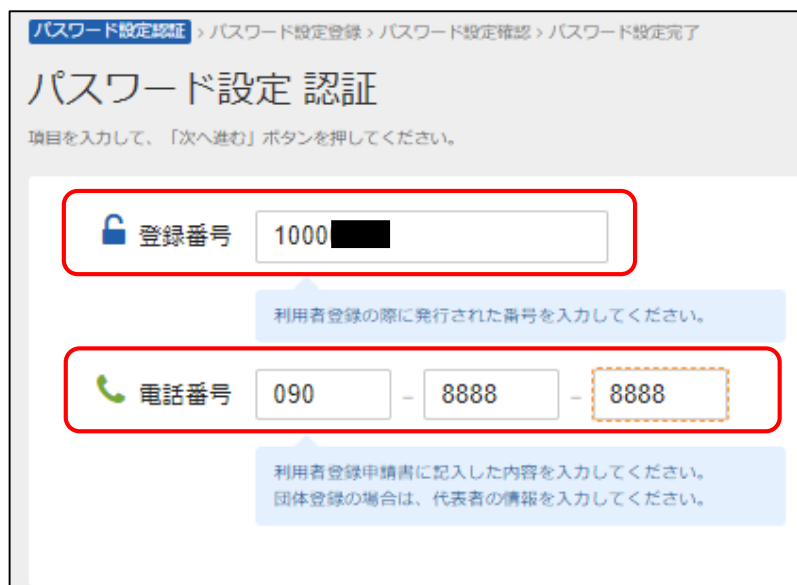 パスワード設定認証 › パスワード設定登録 › パスワード設定確認 › パスワード設定完了
パスワード設定 認証
項目を入力して、「次へ進む」ボタンを押してください。
登録番号 1000
利用者登録の際に発行された番号を入力してください。
電話番号 090 - 8888 - 8888
利用者登録申請書に記入した内容を入力してください。
団体登録の場合は、代表者の情報を入力してください。